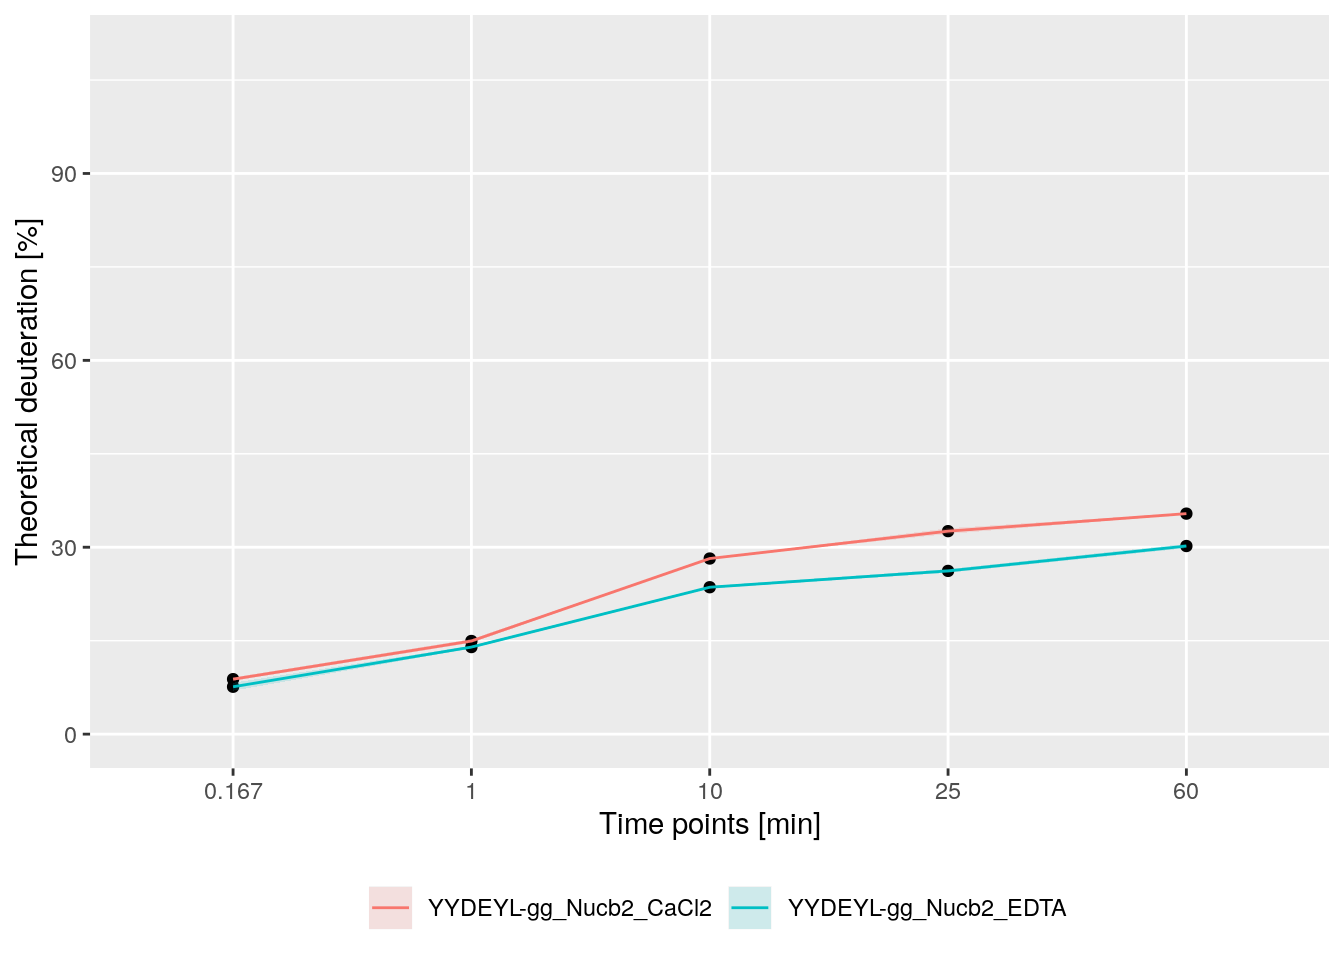 Theoretical deuteration [%]
90
60
30
0
0.167 1 10 25 60
Time points [min]
YYDEYL-gg_Nucb2_CaCl2 YYDEYL-gg_Nucb2_EDTA